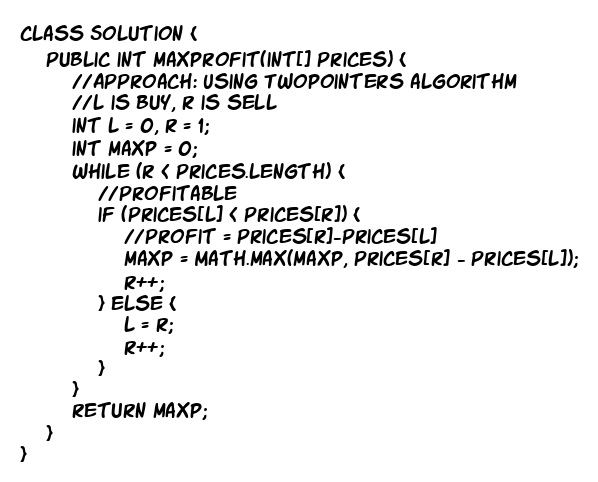 CLASS SOLUTION {
PUBLIC INT MAXPROFIT(INT[] PRICES) {
//APPROACH: USING TWOPOINTERS ALGORITHM
//L IS BUY, R IS SELL
INT L = 0, R = 1;
INT MAXP = 0;
WHILE (R < PRICES.LENGTH) {
//PROFITABLE
IF (PRICES[L] < PRICES[R]) {
//PROFIT = PRICES[R]-PRICES[L]
MAXP = MATH.MAX(MAXP, PRICES[R] - PRICES[L]);
R++;
} ELSE {
L = R;
R++;
}
}
RETURN MAXP;
}
}